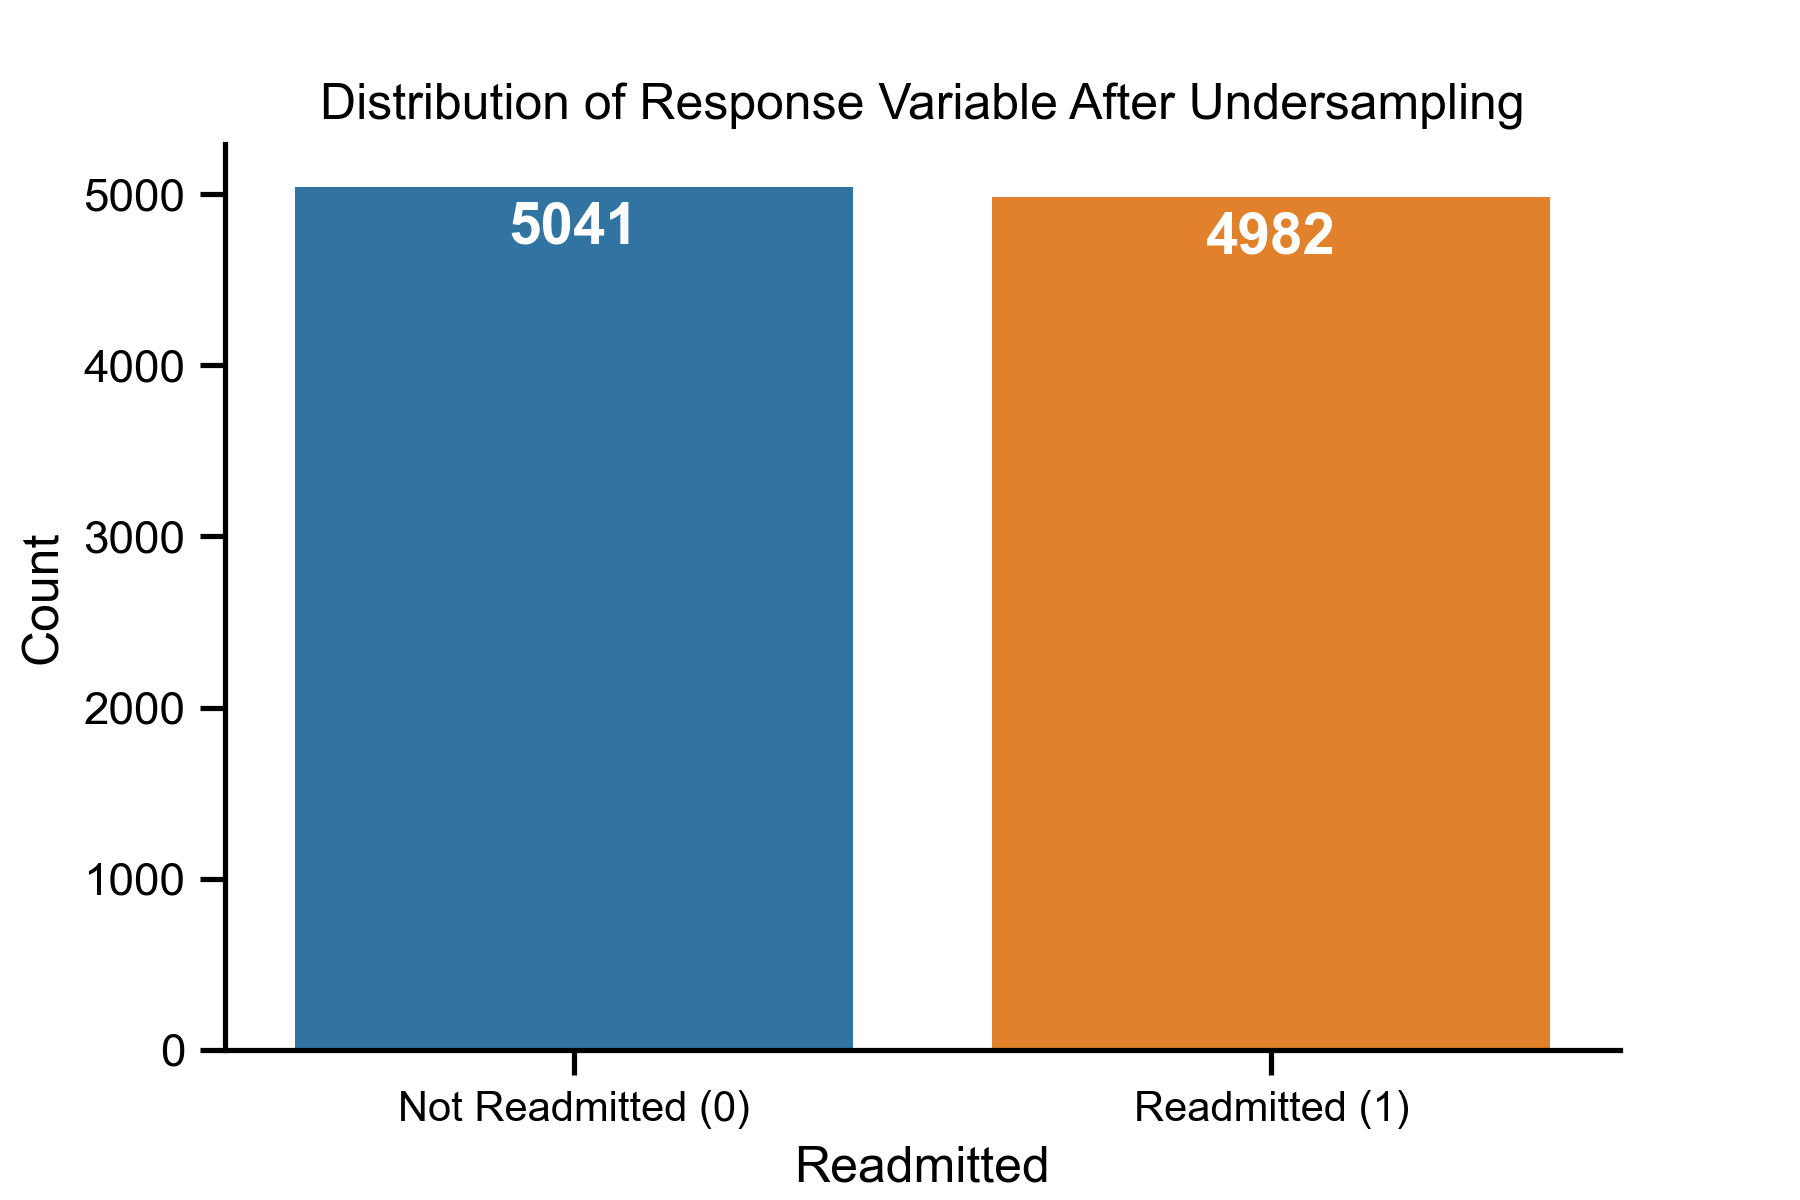 Distribution of Response Variable After Undersampling
5000
4000
3000
2000
1000
0
Count
5041
4982
Not Readmitted (0)
Readmitted (1)
Readmitted